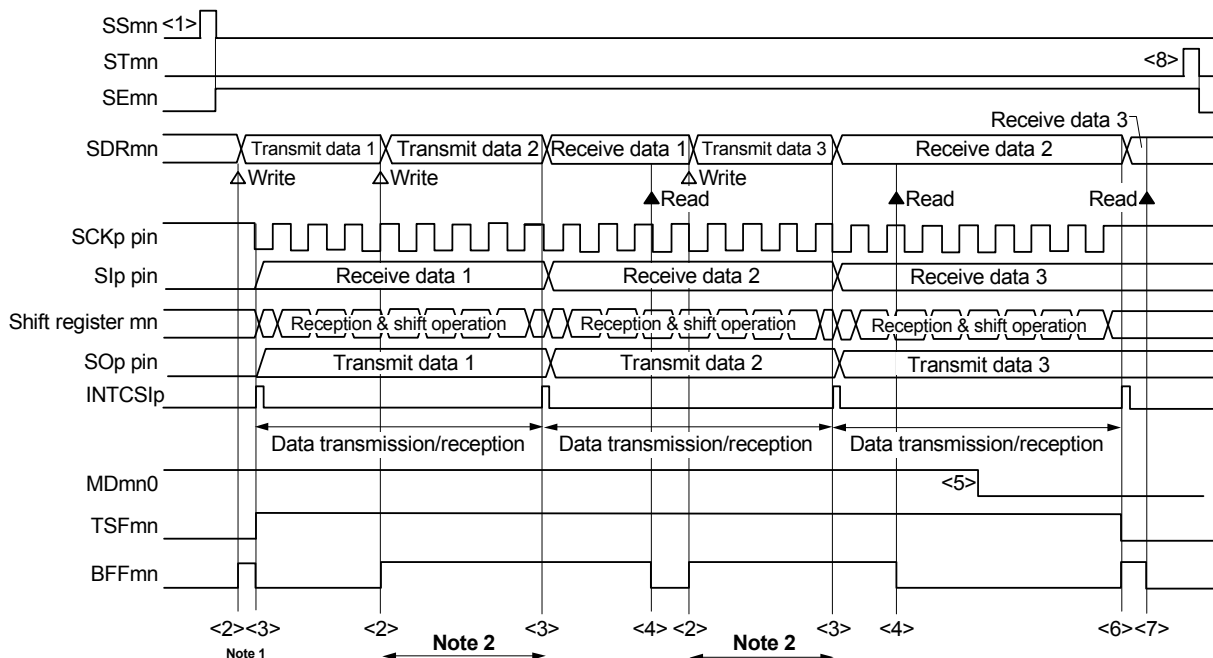 SSmn <1>
STmn <8>
SEmn
Receive data 3
SDRmn Transmit data 1 Transmit data 2 Receive data 1 Transmit data 3 Receive data 2
Write Write Write
Read Read Read
SCKp pin
SIp pin Receive data 1 Receive data 2 Receive data 3
Shift register mn Reception & shift operation Reception & shift operation Reception & shift operation
SOp pin Transmit data 1 Transmit data 2 Transmit data 3
INTCSIp
Data transmission/reception Data transmission/reception Data transmission/reception
MDmn0 <5>
TSFmn
BFFmn
<2> <3> <2> <3> <4> <2> <3> <4> <6> <7>
Note 1 Note 2 Note 2